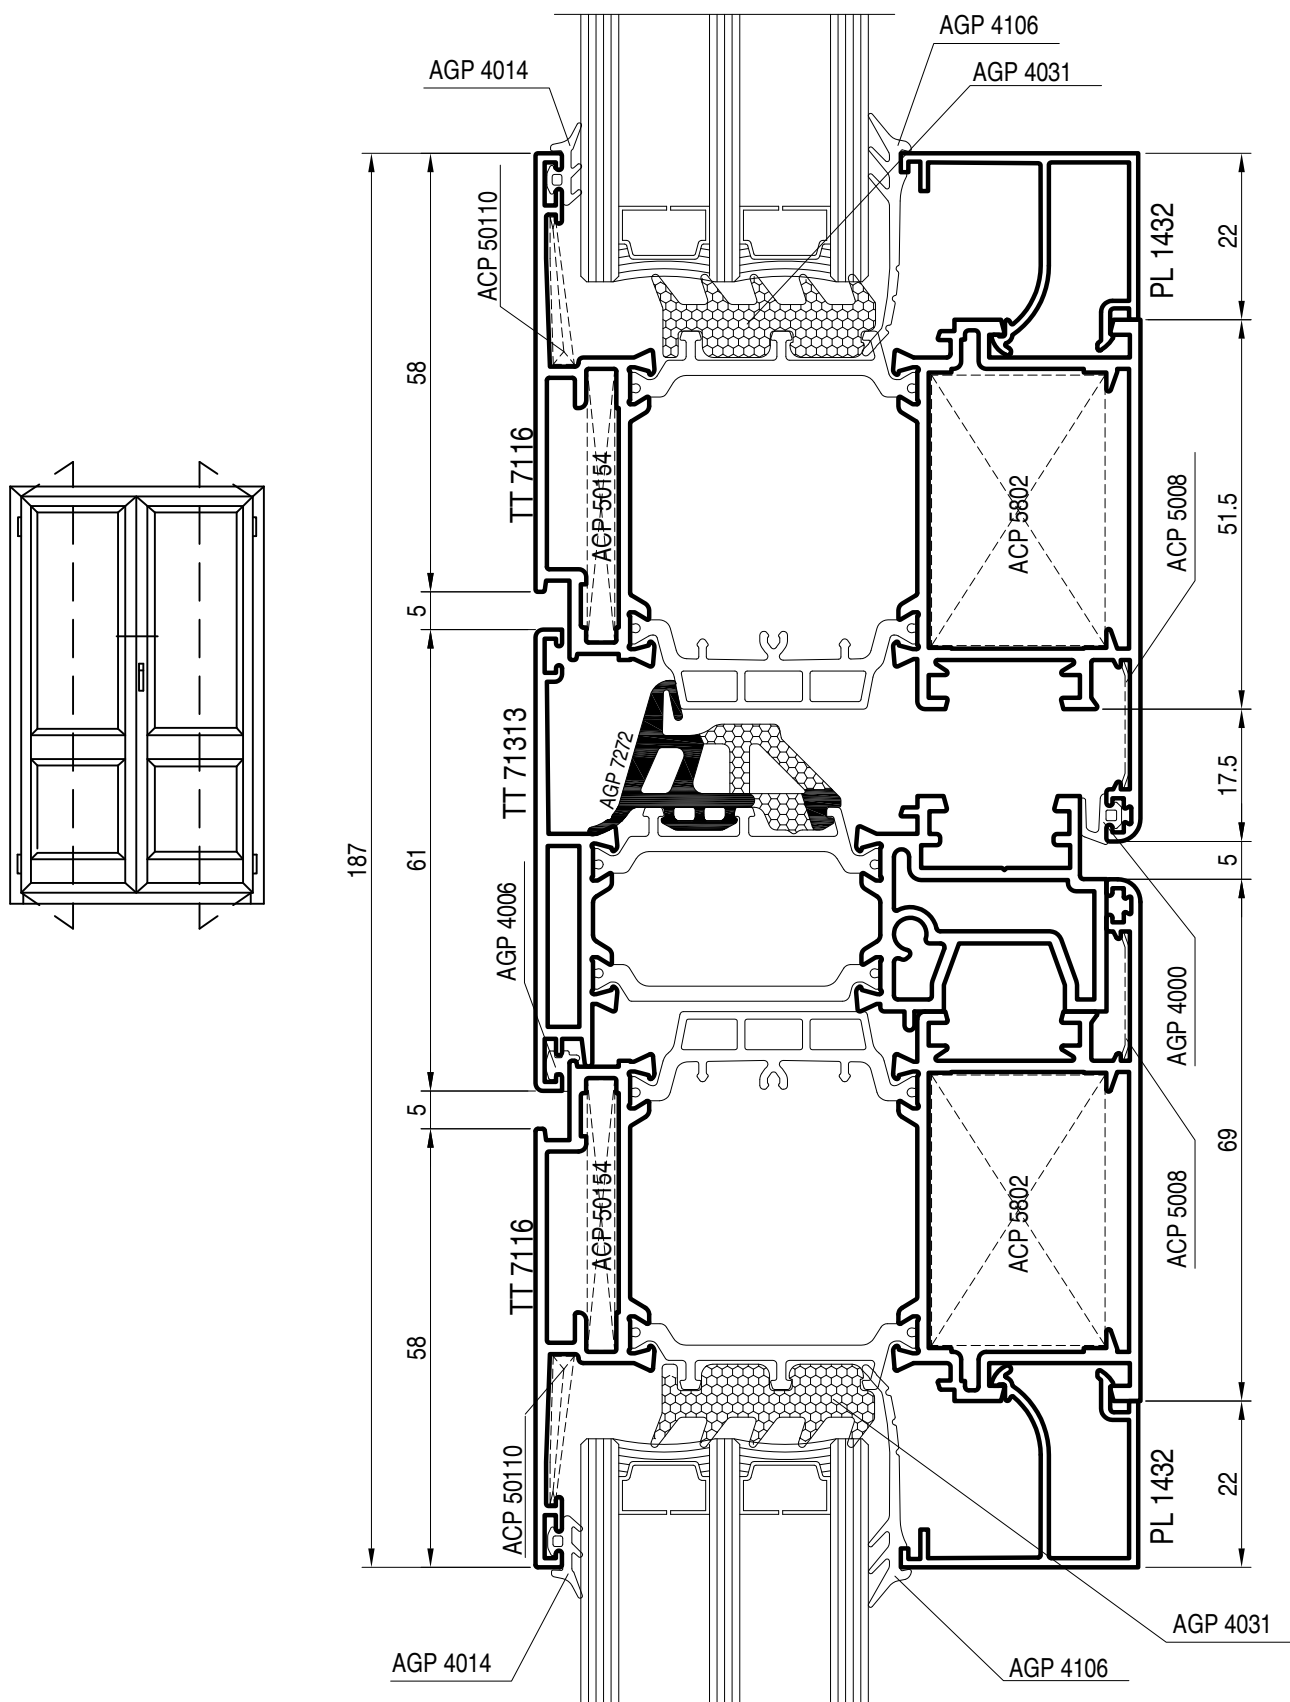 AGP 4106
AGP 4014
AGP 4031
ACP 50110
PL 1432
22
58
TT 7116
ACP 50154
ACP 5802
ACP 5008
51.5
5
TT 71313
AGP 7272
17.5
187
61
5
AGP 4006
AGP 4000
5
69
TT 7116
ACP 50154
ACP 5802
ACP 5008
58
ACP 50110
PL 1432
22
AGP 4031
AGP 4014
AGP 4106